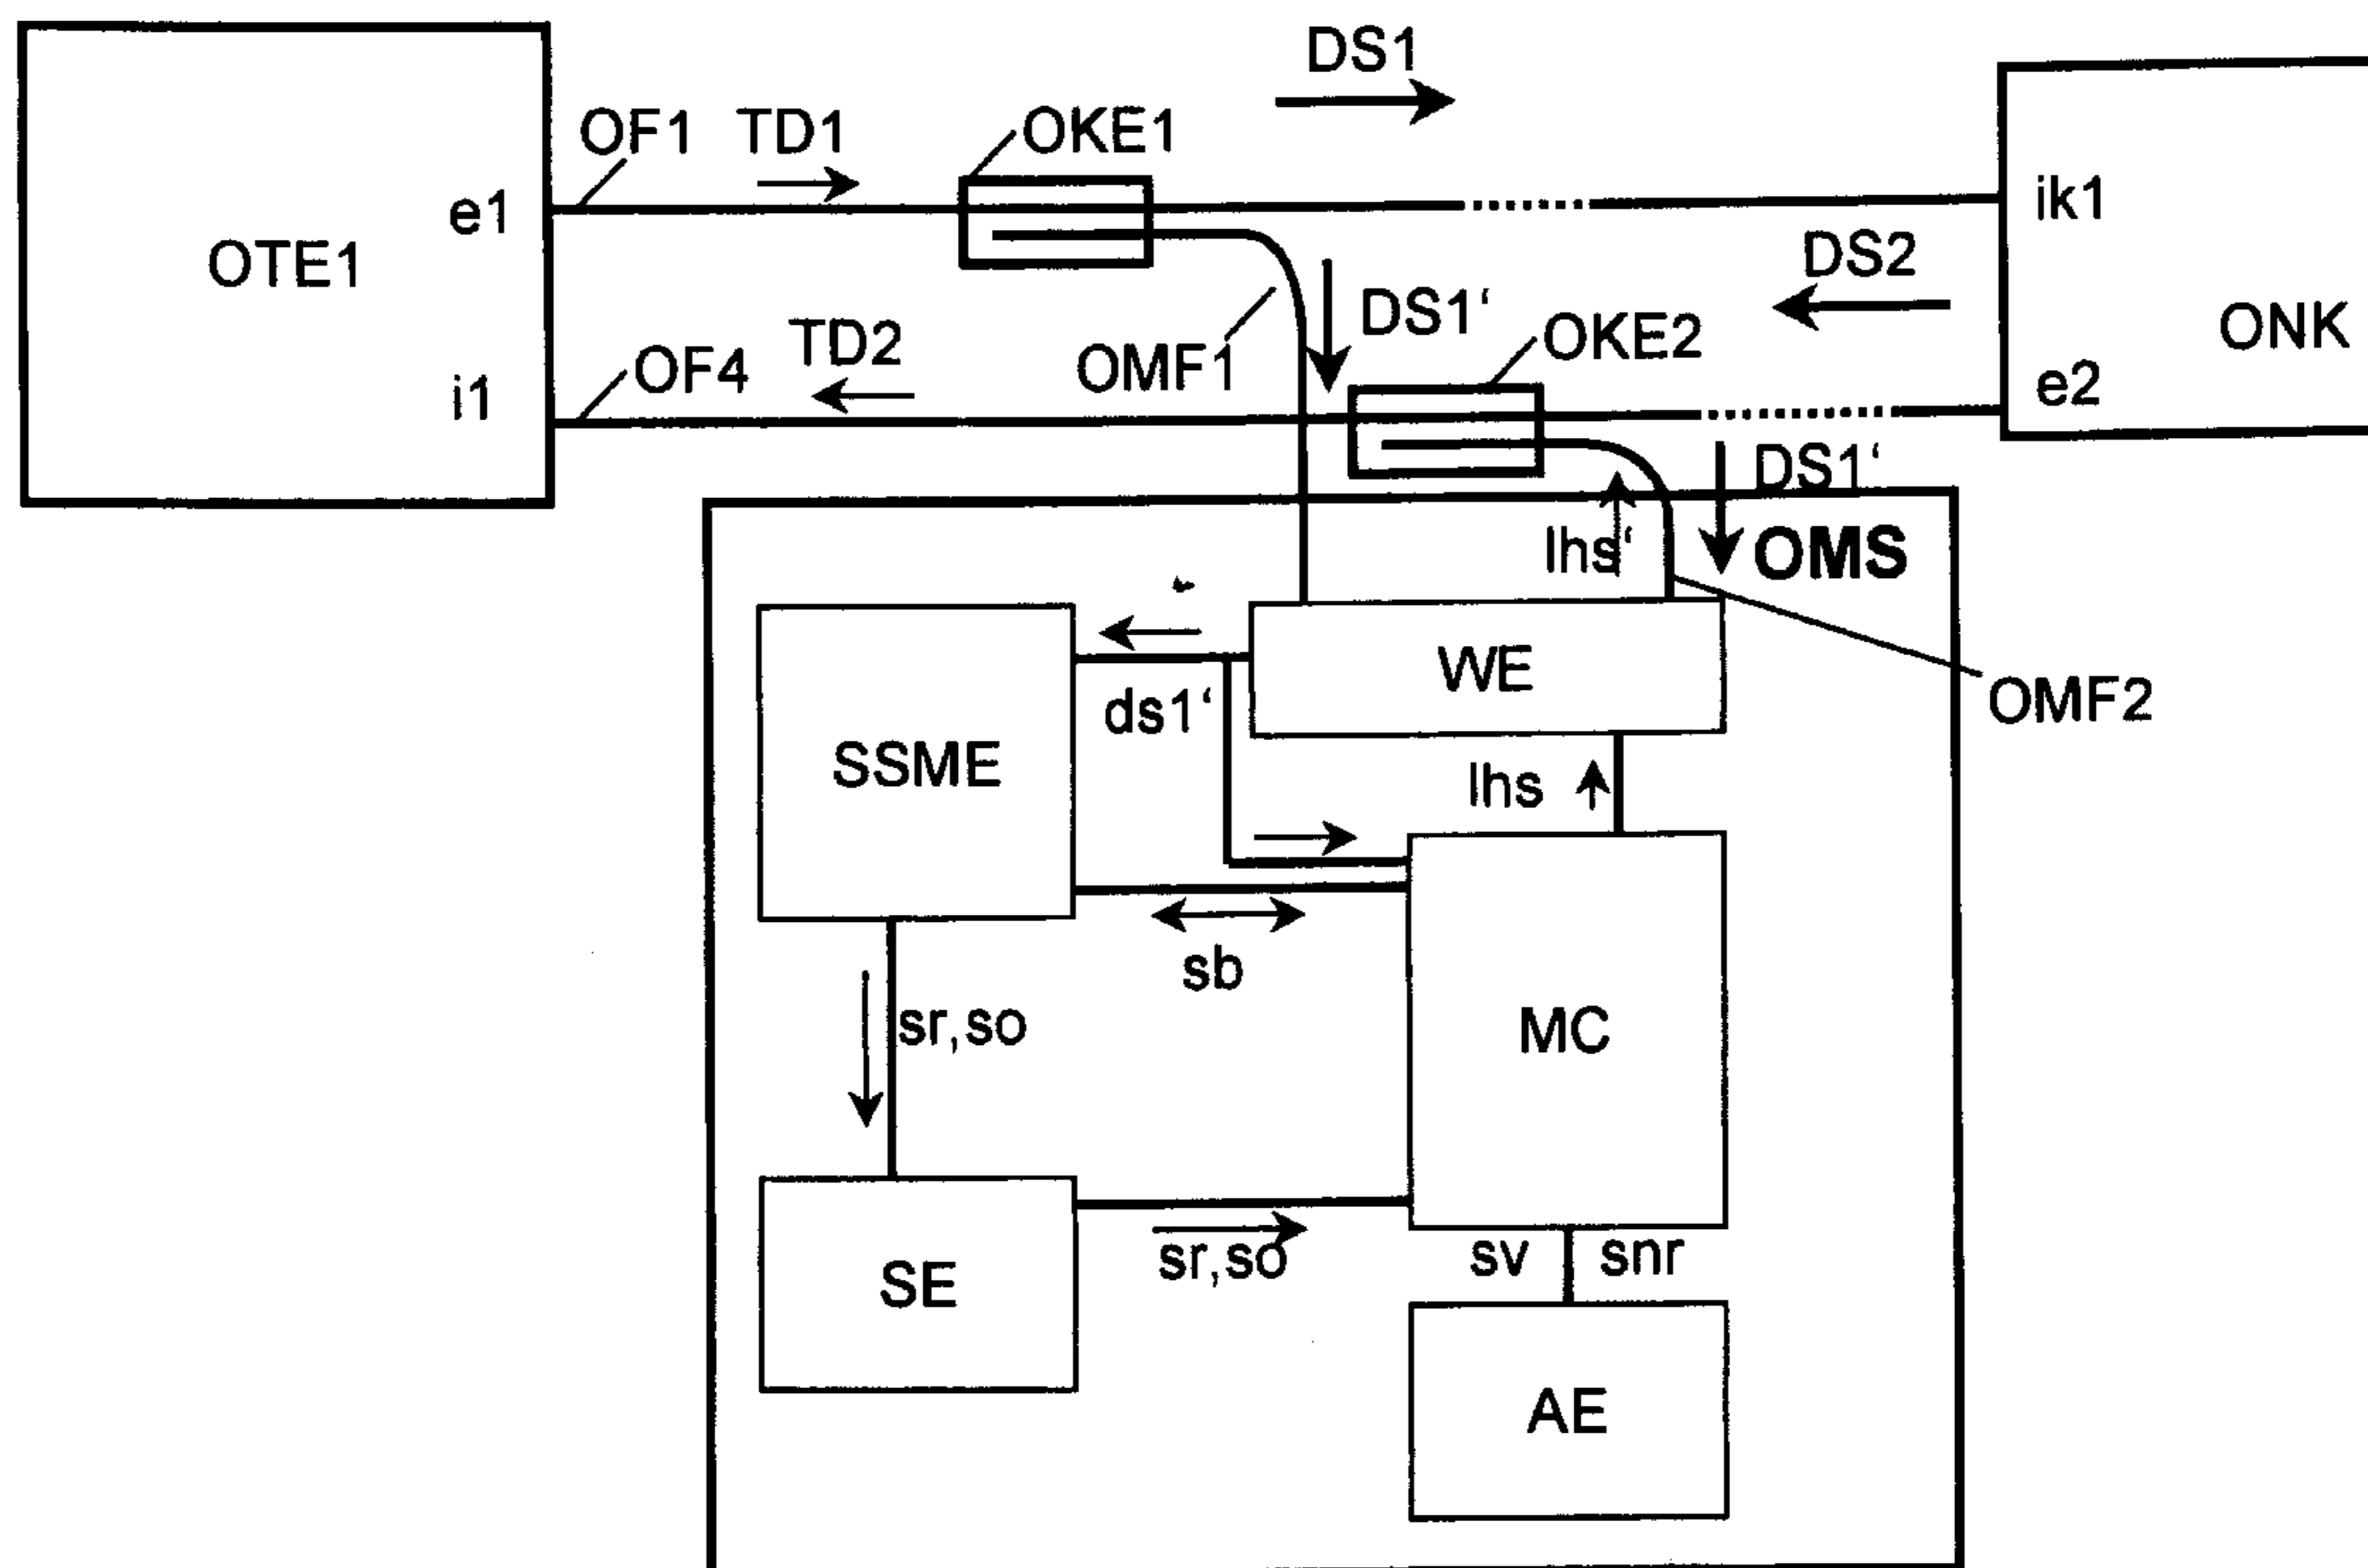 DS1
OF1
TD1
OKE1
e1
ik1
OTE1
DS2
DS1‘
OKE2
ONK
TD2
OMF1
OF4
i1
e2
DS1‘
lhs‘
OMS
WE
OMF2
ds1‘
SSME
lhs
sb
sr,so
MC
sr,so
sv
snr
SE
AE